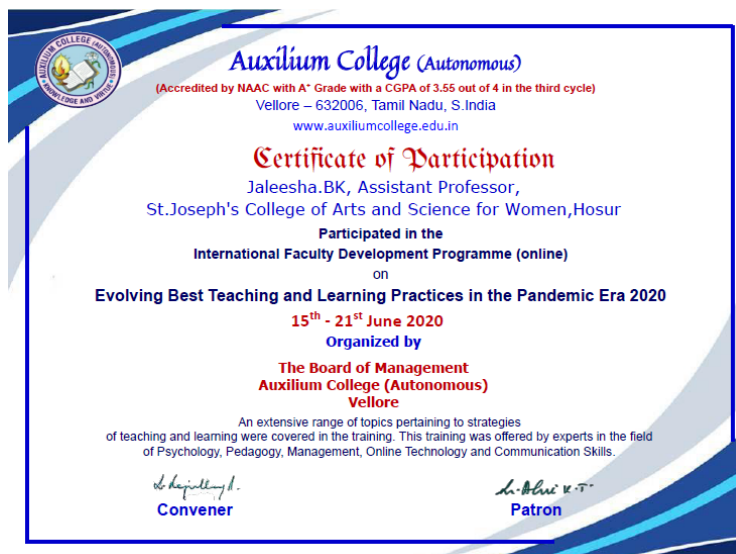 AUXILIUM COLLEGE (AUTONOMOUS)
KNOWLEDGE AND VIRTUE
Auxilium College (Autonomous)
(Accredited by NAAC with A⁺ Grade with a CGPA of 3.55 out of 4 in the third cycle)
Vellore – 632006, Tamil Nadu, S.India
www.auxiliumcollege.edu.in
Certificate of Participation
Jaleesha.BK, Assistant Professor,
St.Joseph's College of Arts and Science for Women,Hosur
Participated in the
International Faculty Development Programme (online)
on
Evolving Best Teaching and Learning Practices in the Pandemic Era 2020
15th - 21st June 2020
Organized by
The Board of Management
Auxilium College (Autonomous)
Vellore
An extensive range of topics pertaining to strategies
of teaching and learning were covered in the training. This training was offered by experts in the field
of Psychology, Pedagogy, Management, Online Technology and Communication Skills.
Convener
Patron